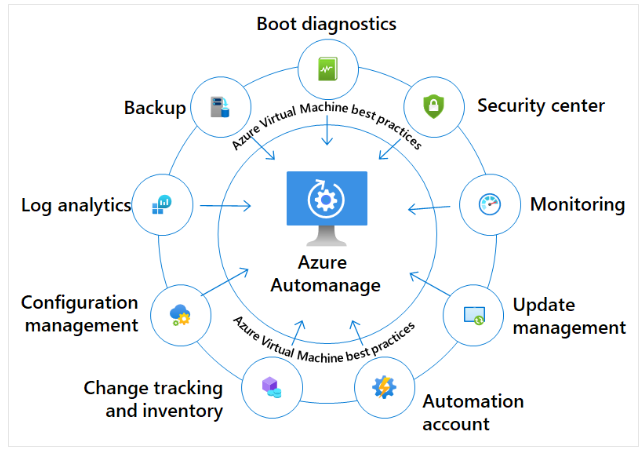 Boot diagnostics
Backup
Security center
Azure Virtual Machine best practices
Log analytics
Monitoring
Azure
Automanage
Configuration
management
Update
management
Azure Virtual Machine best practices
Change tracking
and inventory
Automation
account